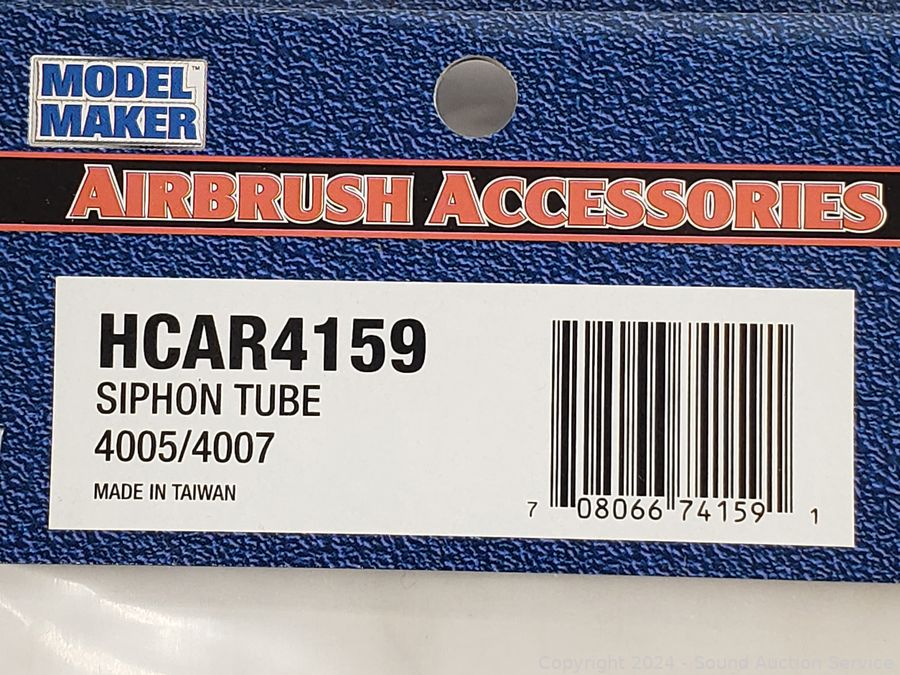 MODEL™
MAKER
AIRBRUSH ACCESSORIES
HCAR4159
SIPHON TUBE
4005/4007
MADE IN TAIWAN
7 08066 74159 1
Copyright 2024 - Sound Auction Service